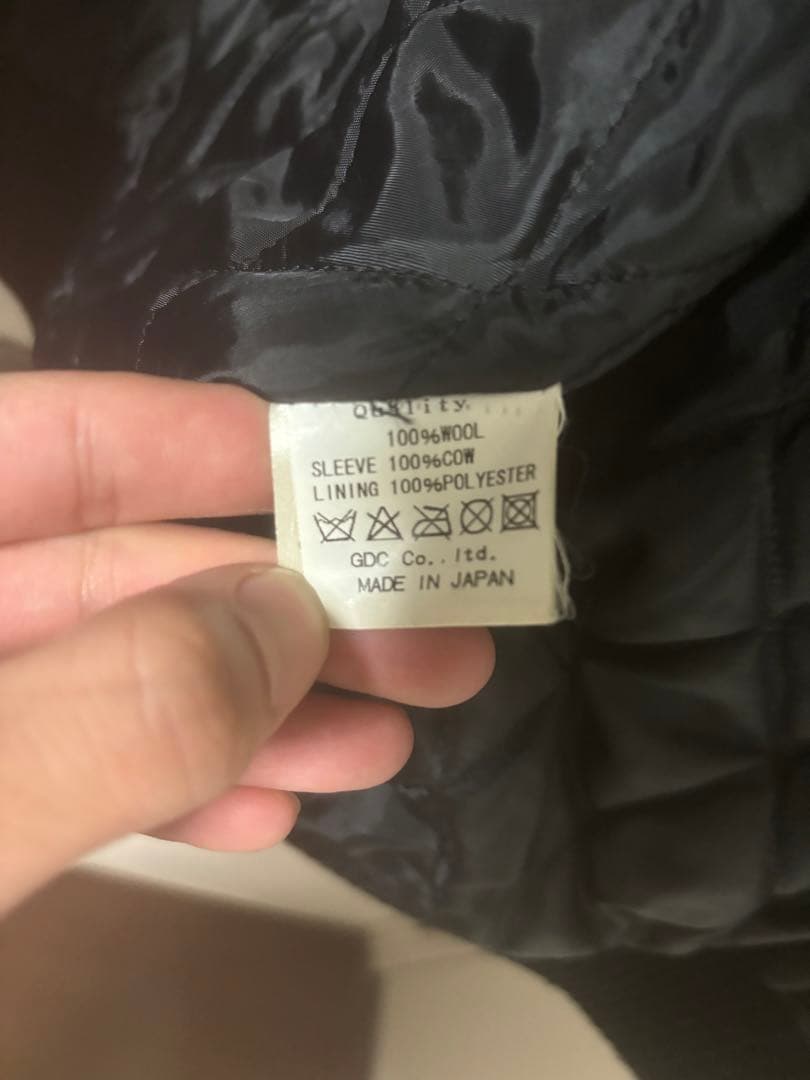 Quality
100%WOOL
SLEEVE 100%COW
LINING 100%POLYESTER
GDC Co.,ltd.
MADE IN JAPAN